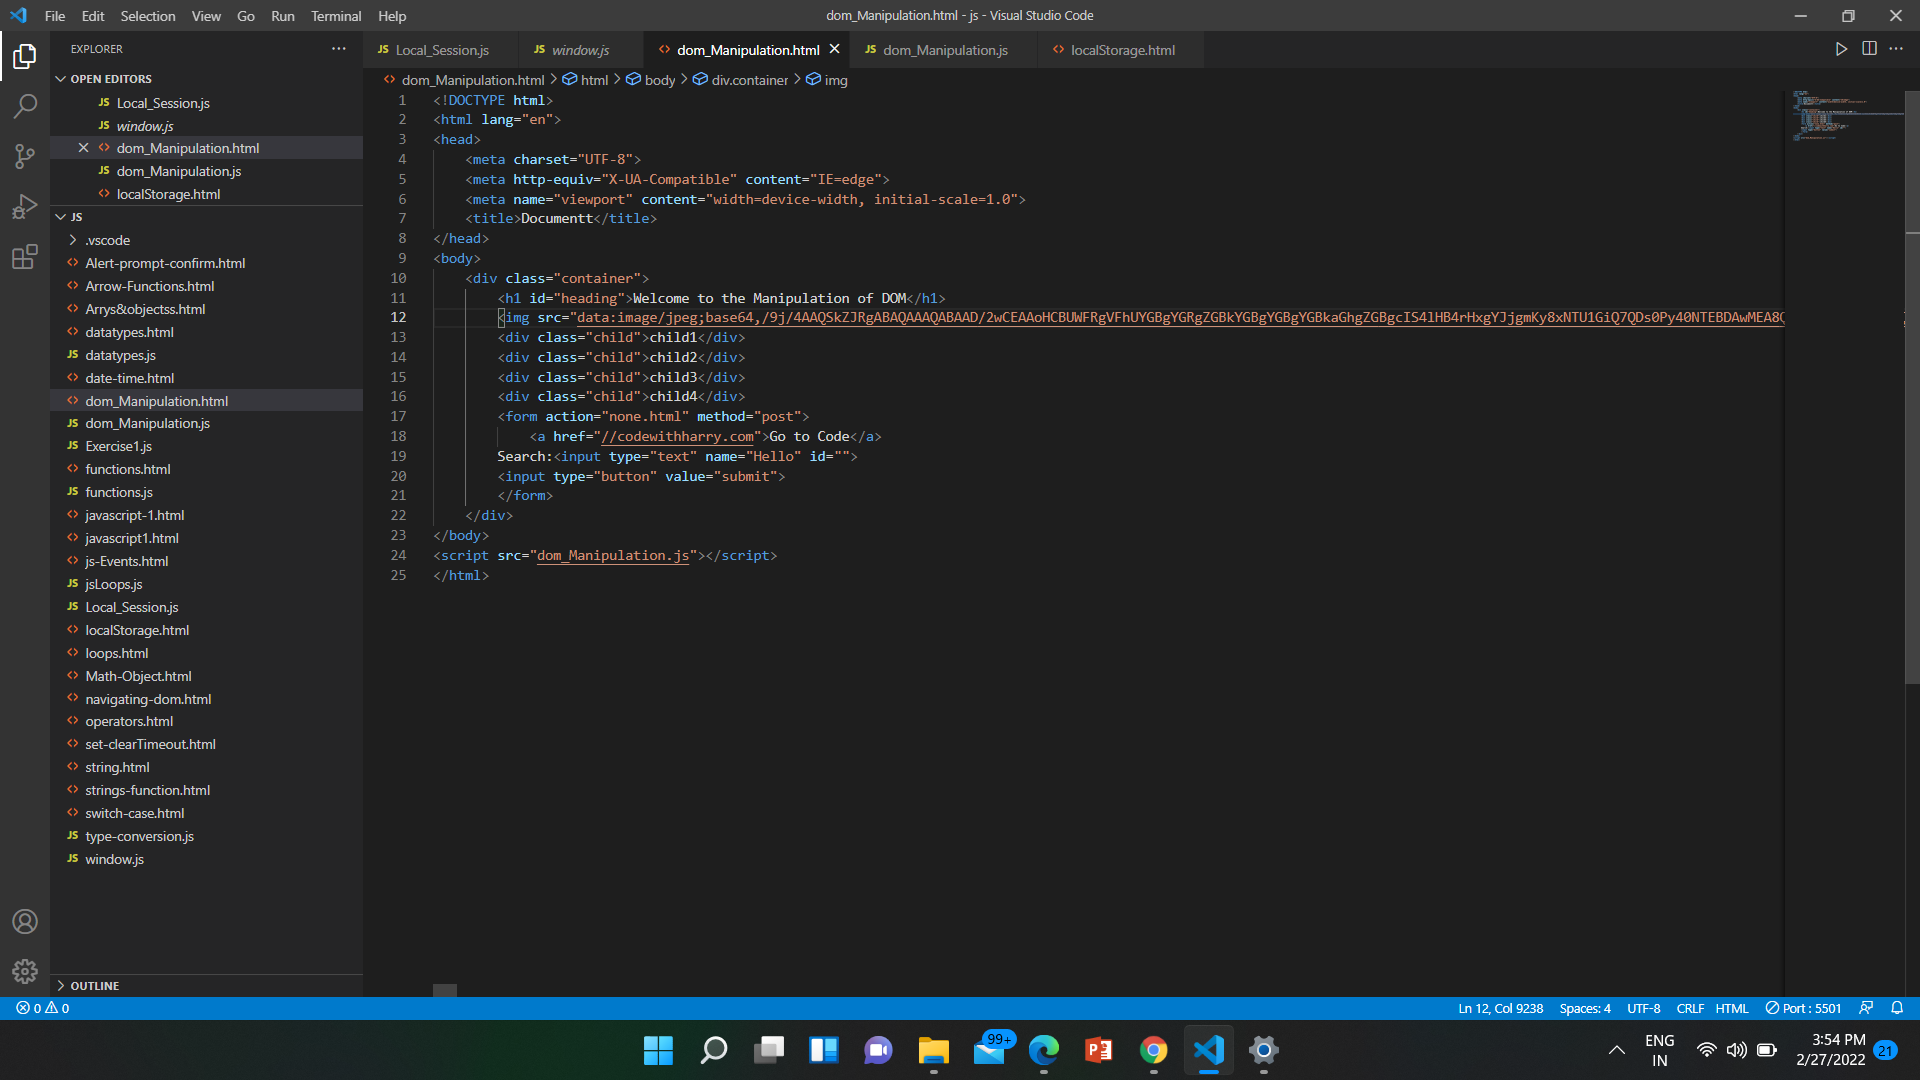 File Edit Selection View Go Run Terminal Help
dom_Manipulation.html - js - Visual Studio Code
EXPLORER
OPEN EDITORS
JS Local_Session.js
JS window.js
dom_Manipulation.html
JS dom_Manipulation.js
localStorage.html
JS
.vscode
Alert-prompt-confirm.html
Arrow-Functions.html
Arrys&objectss.html
datatypes.html
JS datatypes.js
date-time.html
dom_Manipulation.html
JS dom_Manipulation.js
JS Exercise1.js
functions.html
JS functions.js
javascript-1.html
javascript1.html
js-Events.html
JS jsLoops.js
JS Local_Session.js
localStorage.html
loops.html
Math-Object.html
navigating-dom.html
operators.html
set-clearTimeout.html
string.html
strings-function.html
switch-case.html
JS type-conversion.js
JS window.js
OUTLINE
JS Local_Session.js JS window.js dom_Manipulation.html JS dom_Manipulation.js localStorage.html
dom_Manipulation.html > html > body > div.container > img
1 <!DOCTYPE html>
2 <html lang="en">
3 <head>
4 <meta charset="UTF-8">
5 <meta http-equiv="X-UA-Compatible" content="IE=edge">
6 <meta name="viewport" content="width=device-width, initial-scale=1.0">
7 <title>Documentt</title>
8 </head>
9 <body>
10 <div class="container">
11 <h1 id="heading">Welcome to the Manipulation of DOM</h1>
12 <img src="data:image/jpeg;base64,/9j/4AAQSkZJRgABAQAAAQABAAD/2wCEAAoHCBUWFRgVFhUYGBgYGRgZGBkYGBgYGBgYGBkaGhgZGBgcIS4lHB4rHxgYJjgmKy8xNTU1GiQ7QDs0Py40NTEBDAwMEA8Q
13 <div class="child">child1</div>
14 <div class="child">child2</div>
15 <div class="child">child3</div>
16 <div class="child">child4</div>
17 <form action="none.html" method="post">
18 <a href="//codewithharry.com">Go to Code</a>
19 Search:<input type="text" name="Hello" id="">
20 <input type="button" value="submit">
21 </form>
22 </div>
23 </body>
24 <script src="dom_Manipulation.js"></script>
25 </html>
0 0
Ln 12, Col 9238 Spaces: 4 UTF-8 CRLF HTML Port : 5501
99+
P
ENG
IN
3:54 PM
2/27/2022
21